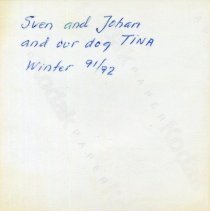 Sven and Johan
and our dog TINA
Winter 91/92